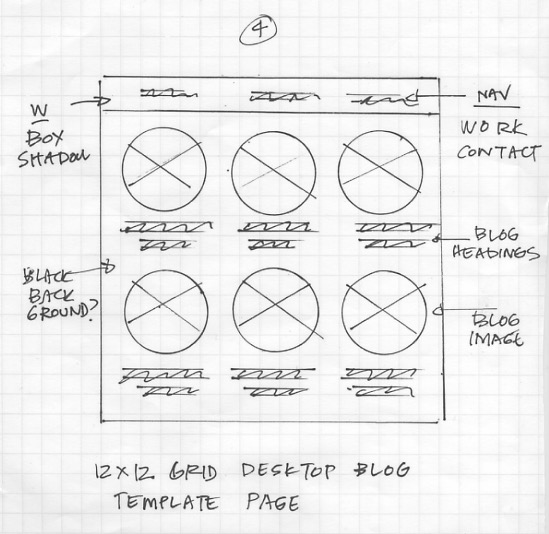 4
W
BOX
SHADOW
NAV
WORK
CONTACT
BLOG
HEADINGS
BLACK
BACK
GROUND?
BLOG
IMAGE
12 X 12 GRID DESKTOP BLOG
TEMPLATE PAGE